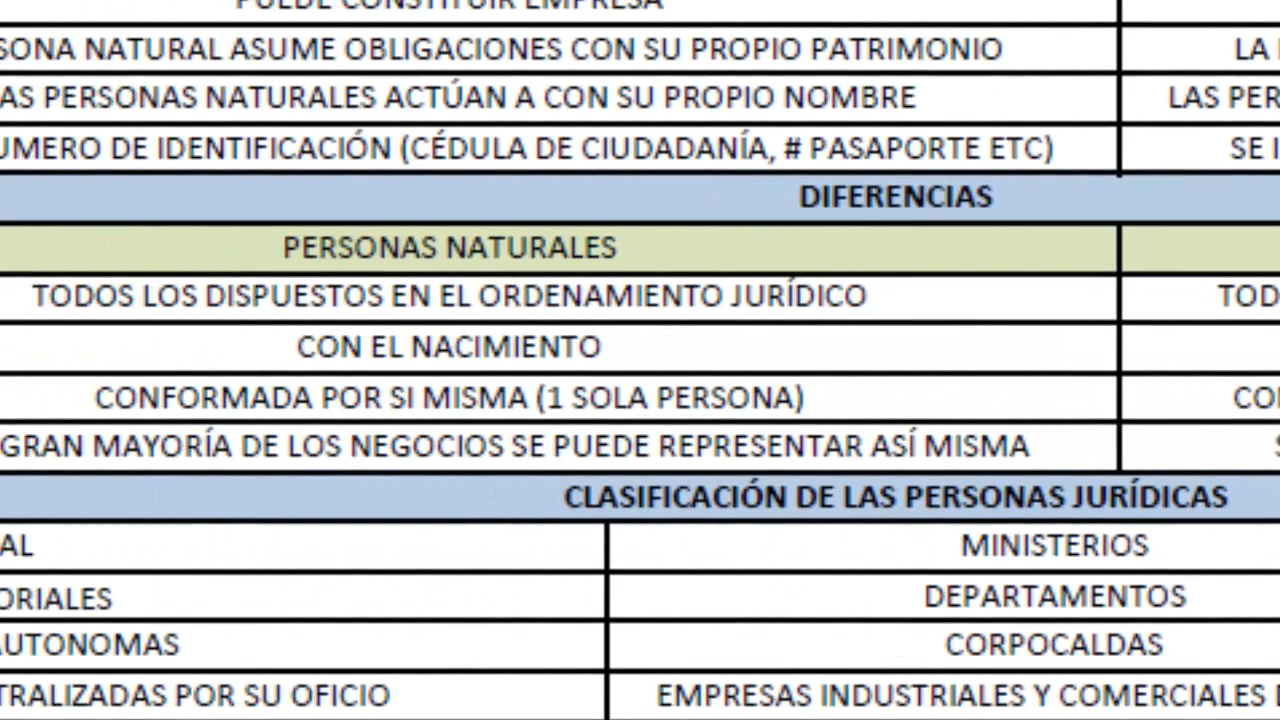 PUEDE CONSTITUIR EMPRESA
SONA NATURAL ASUME OBLIGACIONES CON SU PROPIO PATRIMONIO LA
AS PERSONAS NATURALES ACTÚAN A CON SU PROPIO NOMBRE LAS PER
UMERO DE IDENTIFICACIÓN (CÉDULA DE CIUDADANÍA, # PASAPORTE ETC) SE I
DIFERENCIAS
PERSONAS NATURALES
TODOS LOS DISPUESTOS EN EL ORDENAMIENTO JURÍDICO TOD
CON EL NACIMIENTO
CONFORMADA POR SI MISMA (1 SOLA PERSONA) CO
GRAN MAYORÍA DE LOS NEGOCIOS SE PUEDE REPRESENTAR ASÍ MISMA S
CLASIFICACIÓN DE LAS PERSONAS JURÍDICAS
AL MINISTERIOS
ORIALES DEPARTAMENTOS
AUTONOMAS CORPOCALDAS
TRALIZADAS POR SU OFICIO EMPRESAS INDUSTRIALES Y COMERCIALES